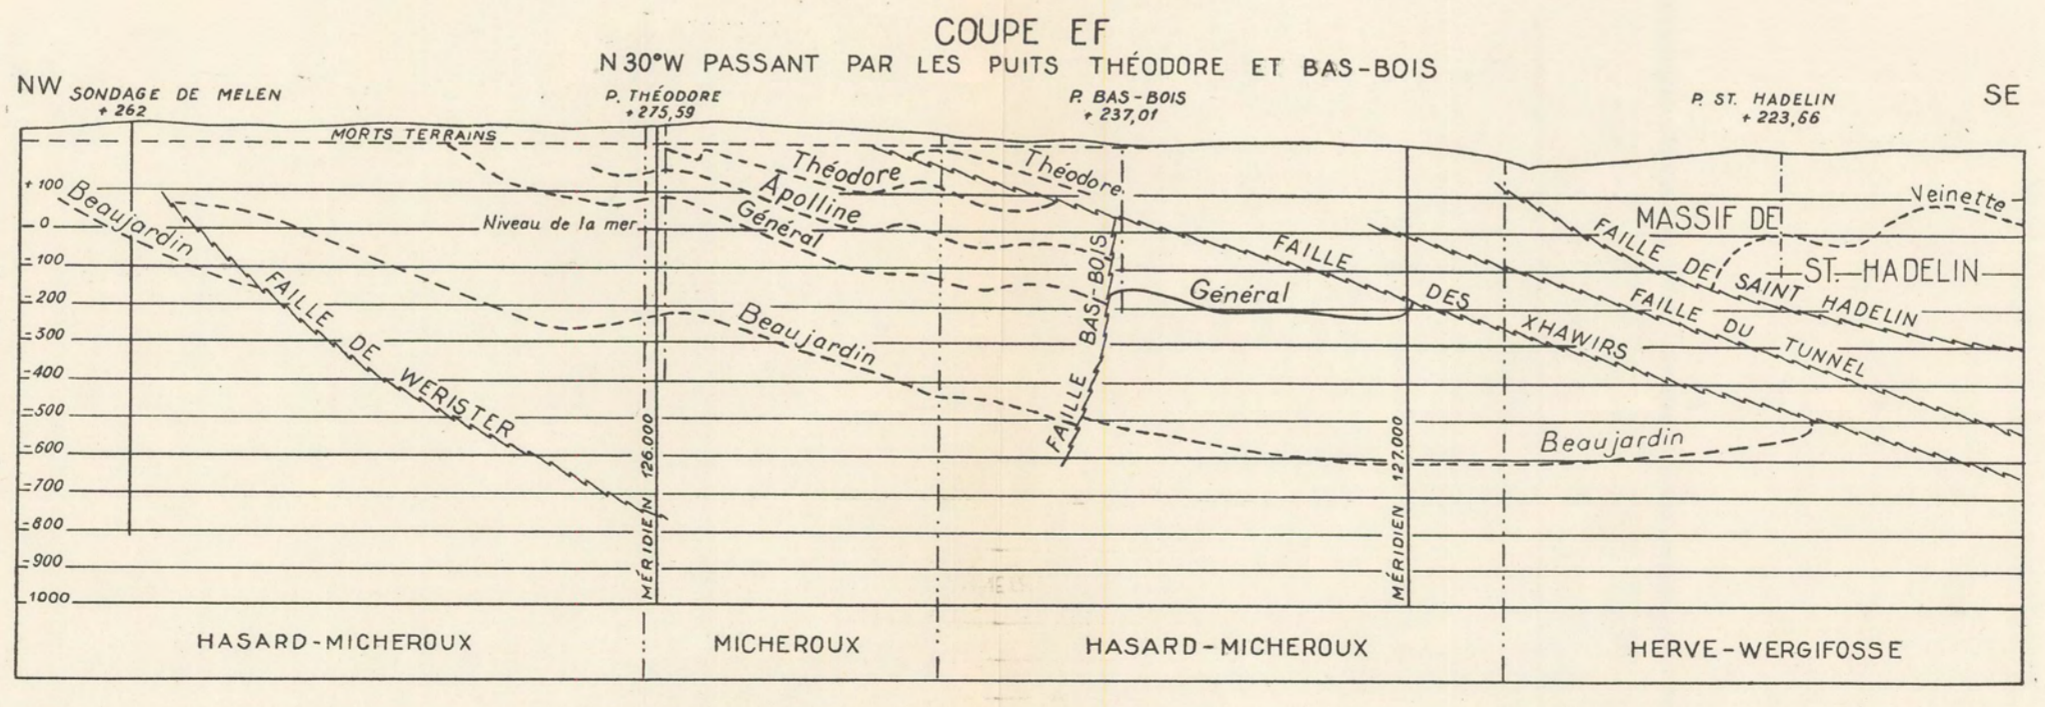 COUPE EF
N 30°W PASSANT PAR LES PUITS THÉODORE ET BAS-BOIS
NW
SONDAGE DE MELEN
+ 262
P. THÉODORE
+ 275,59
P. BAS-BOIS
+ 237,01
P. ST. HADELIN
+ 223,66
SE
MORTS TERRAINS
+ 100
0
-100
-200
-300
-400
-500
-600
-700
-800
-900
1000
Beaujardin
Niveau de la mer
Théodore
Apolline
Général
Théodore
Beaujardin
FAILLE DE WERISTER
FAILLE BAS-BOIS
Général
FAILLE DES XHAWIRS
FAILLE DU TUNNEL
FAILLE DE SAINT HADELIN
MASSIF DE
ST. HADELIN
Veinette
Beaujardin
MÉRIDIEN 126.000
MÉRIDIEN 127.000
HASARD-MICHEROUX
MICHEROUX
HASARD-MICHEROUX
HERVE-WERGIFOSSE